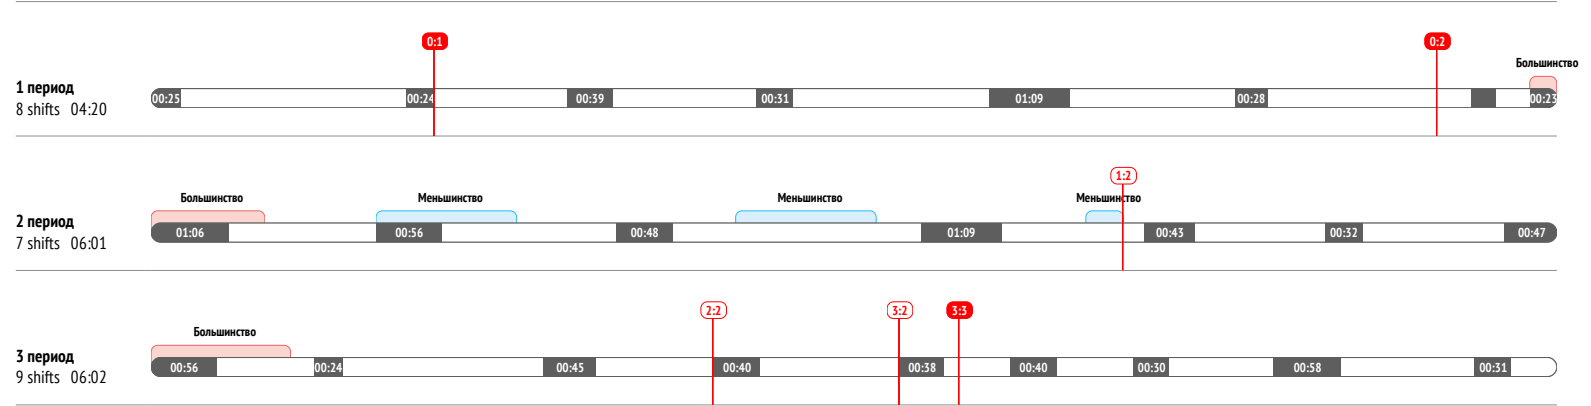 0:1 0:2
Большинство
1 период
8 shifts 04:20
00:25 00:24 00:39 00:31 01:09 00:28 00:23
1:2
Большинство Меньшинство Меньшинство Меньшинство
2 период
7 shifts 06:01
01:06 00:56 00:48 01:09 00:43 00:32 00:47
2:2 3:2 3:3
Большинство
3 период
9 shifts 06:02
00:56 00:24 00:45 00:40 00:38 00:40 00:30 00:58 00:31